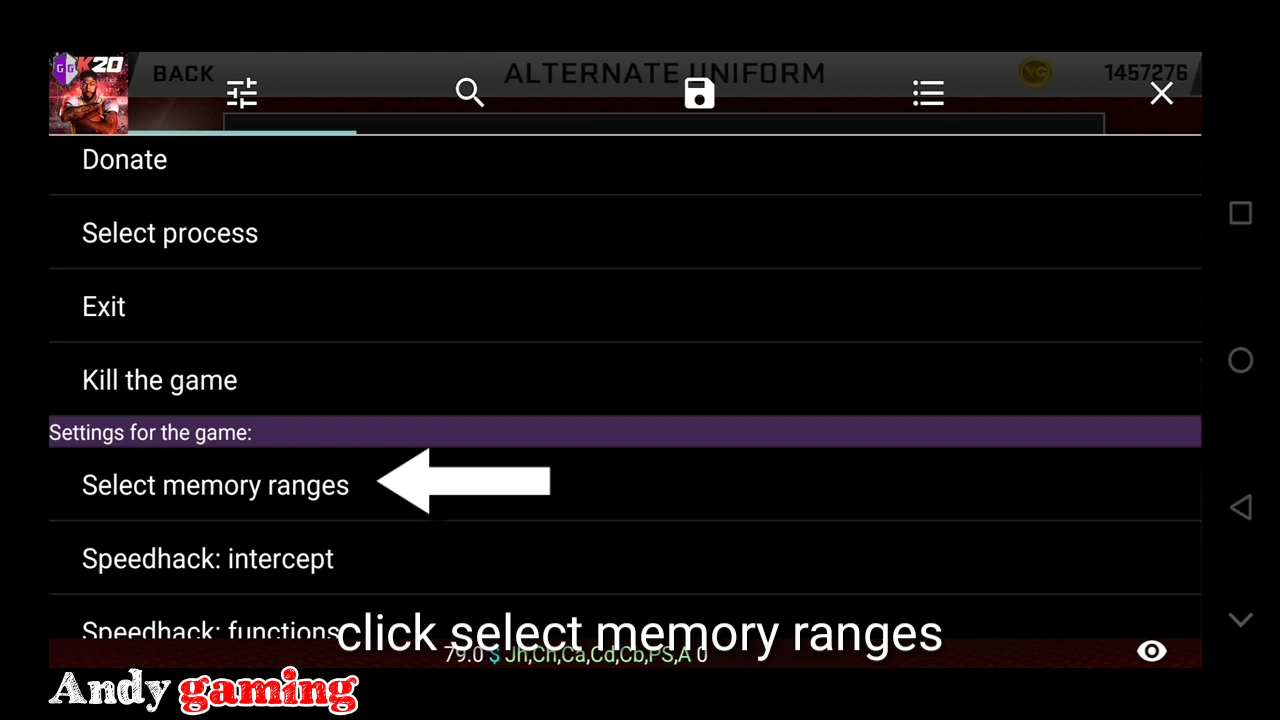 GG K20
BACK
ALTERNATE UNIFORM
VC
1457276
Donate
Select process
Exit
Kill the game
Settings for the game:
Select memory ranges
Speedhack: intercept
Speedhack: functions
click select memory ranges
79.0 $ Jh,Ch,Ca,Cd,Cb,PS,A 0
Andy gaming